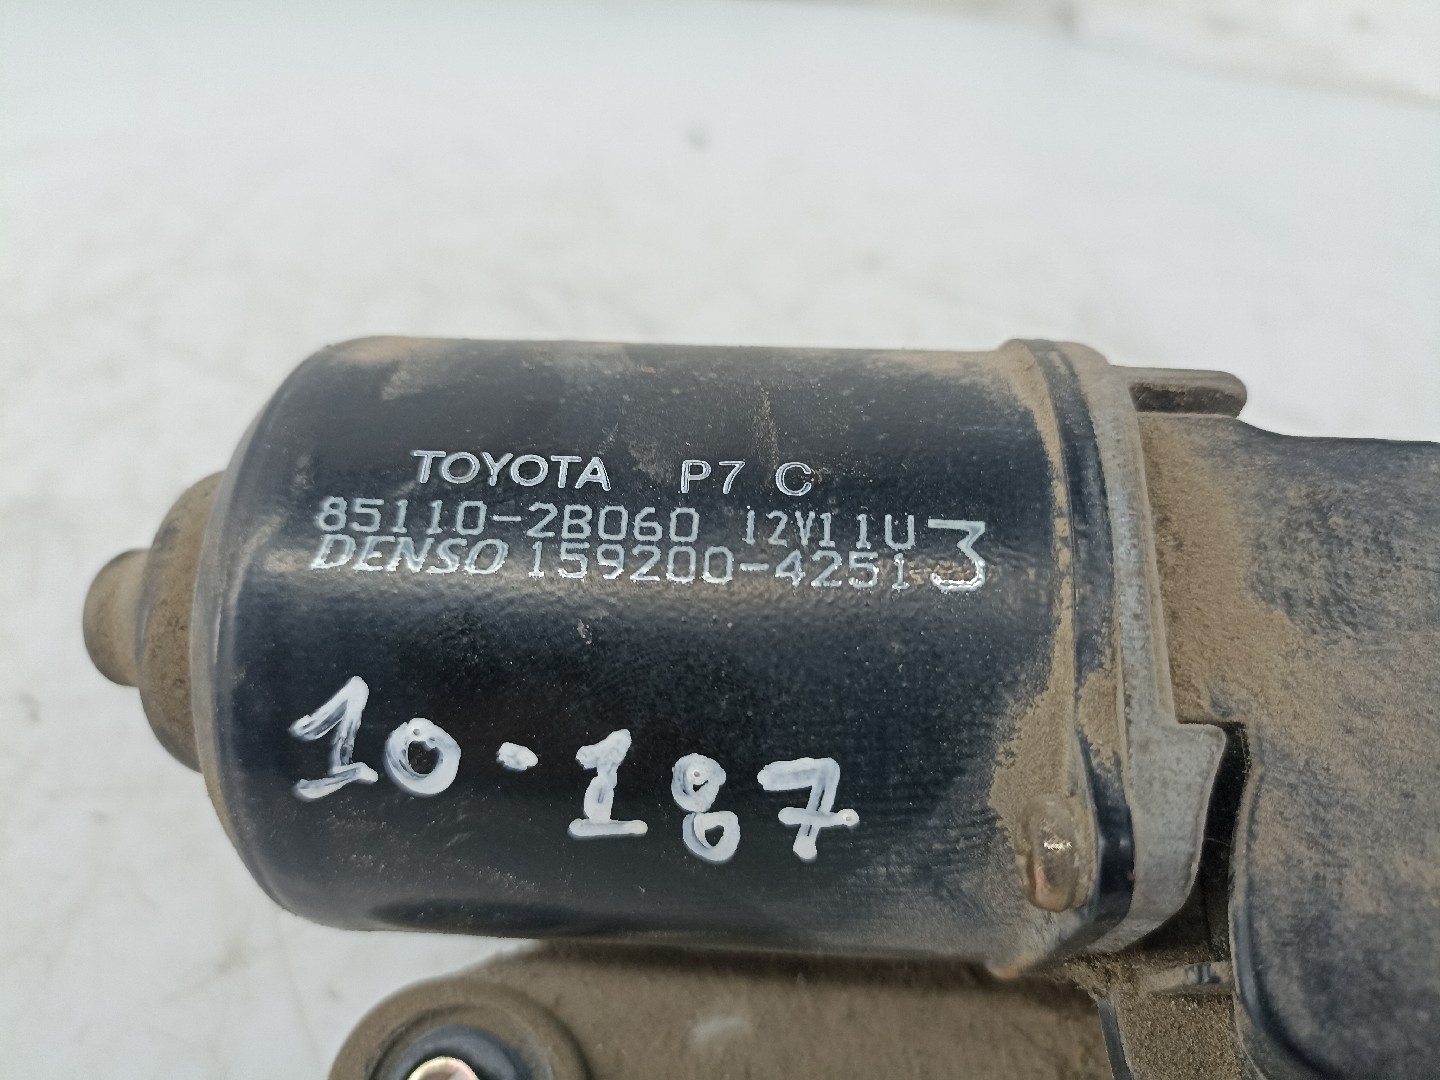 TOYOTA P7 C
85110-2B060 12V11U 3
DENSO 159200-4251
10-187